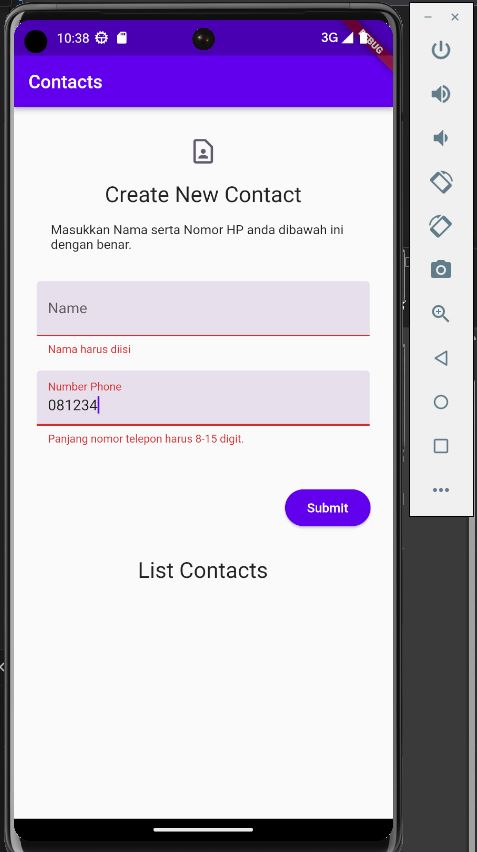 10:38
3G
DEBUG
Contacts
Create New Contact
Masukkan Nama serta Nomor HP anda dibawah ini
dengan benar.
Name
Nama harus diisi
Number Phone
081234
Panjang nomor telepon harus 8-15 digit.
Submit
List Contacts